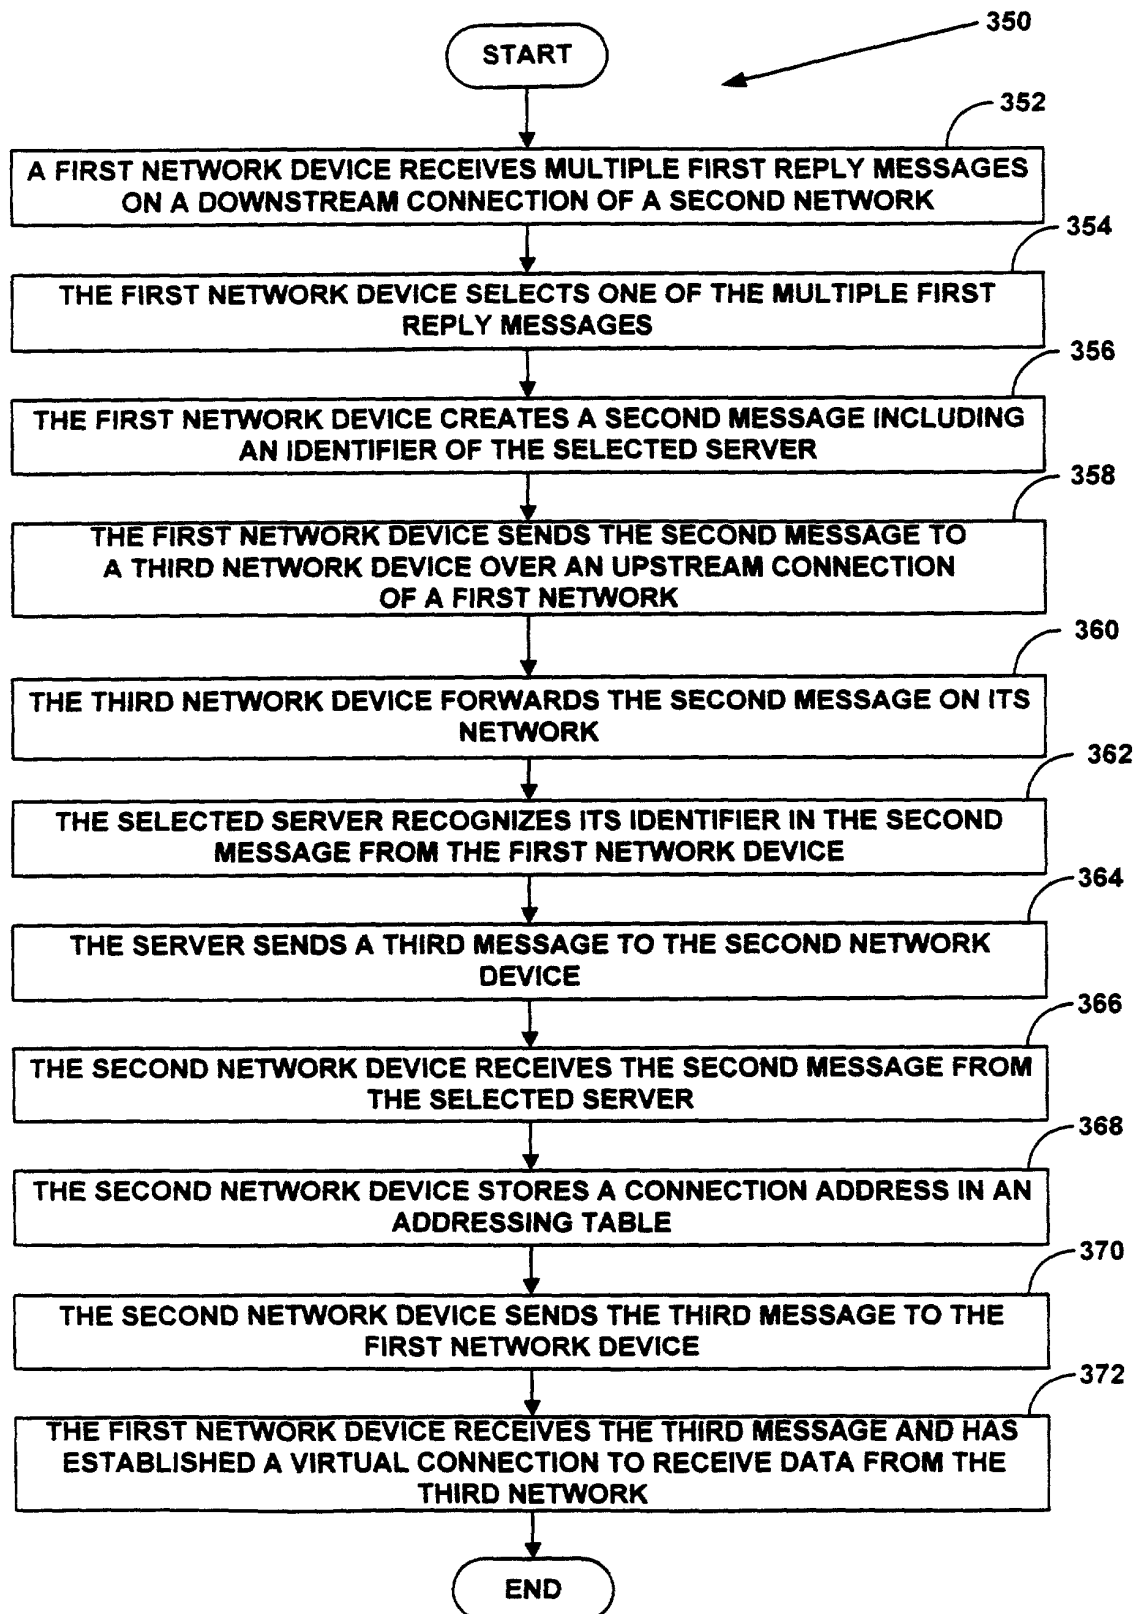 350
START
352
A FIRST NETWORK DEVICE RECEIVES MULTIPLE FIRST REPLY MESSAGES
ON A DOWNSTREAM CONNECTION OF A SECOND NETWORK
354
THE FIRST NETWORK DEVICE SELECTS ONE OF THE MULTIPLE FIRST
REPLY MESSAGES
356
THE FIRST NETWORK DEVICE CREATES A SECOND MESSAGE INCLUDING
AN IDENTIFIER OF THE SELECTED SERVER
358
THE FIRST NETWORK DEVICE SENDS THE SECOND MESSAGE TO
A THIRD NETWORK DEVICE OVER AN UPSTREAM CONNECTION
OF A FIRST NETWORK
360
THE THIRD NETWORK DEVICE FORWARDS THE SECOND MESSAGE ON ITS
NETWORK
362
THE SELECTED SERVER RECOGNIZES ITS IDENTIFIER IN THE SECOND
MESSAGE FROM THE FIRST NETWORK DEVICE
364
THE SERVER SENDS A THIRD MESSAGE TO THE SECOND NETWORK
DEVICE
366
THE SECOND NETWORK DEVICE RECEIVES THE SECOND MESSAGE FROM
THE SELECTED SERVER
368
THE SECOND NETWORK DEVICE STORES A CONNECTION ADDRESS IN AN
ADDRESSING TABLE
370
THE SECOND NETWORK DEVICE SENDS THE THIRD MESSAGE TO THE
FIRST NETWORK DEVICE
372
THE FIRST NETWORK DEVICE RECEIVES THE THIRD MESSAGE AND HAS
ESTABLISHED A VIRTUAL CONNECTION TO RECEIVE DATA FROM THE
THIRD NETWORK
END